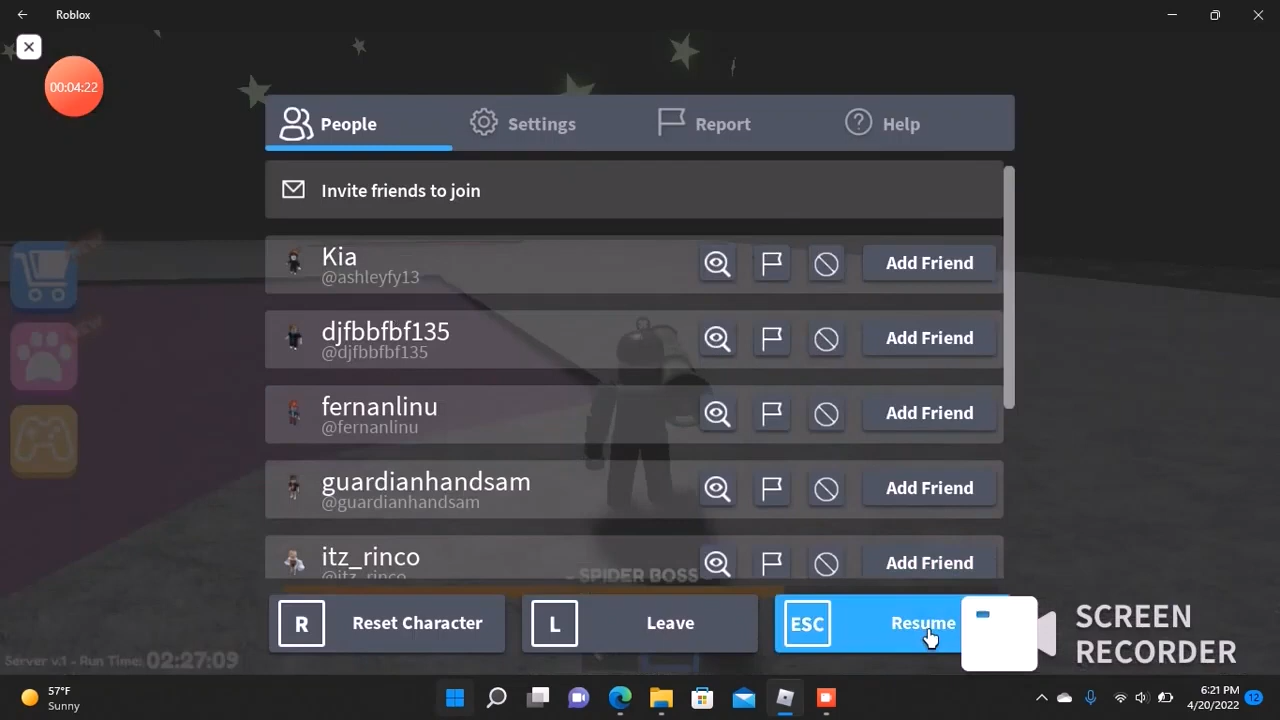 Roblox
00:04:22
People
Settings
Report
Help
Invite friends to join
Kia
@ashleyfy13
Add Friend
djfbbfbf135
@djfbbfbf135
Add Friend
fernanlinu
@fernanlinu
Add Friend
guardianhandsam
@guardianhandsam
Add Friend
itz_rinco
@itz_rinco
Add Friend
- SPIDER BOSS
R Reset Character
L Leave
ESC Resume
SCREEN
RECORDER
Server v.1 - Run Time: 02:27:09
57°F
Sunny
6:21 PM
4/20/2022
12